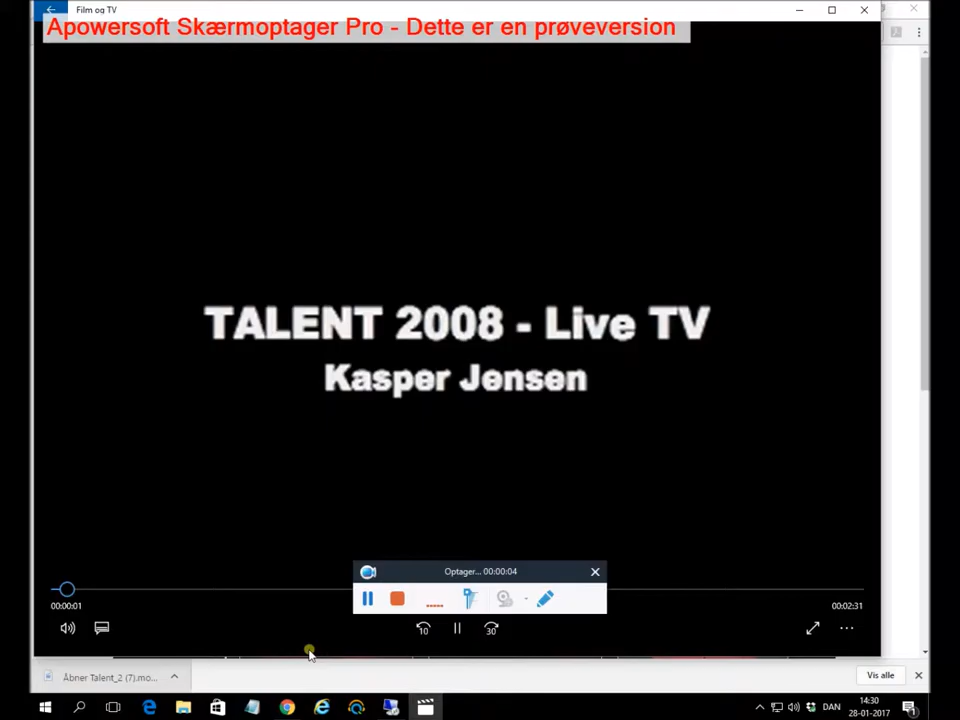 Film og TV
Apowersoft Skærmoptager Pro - Dette er en prøveversion
TALENT 2008 - Live TV
Kasper Jensen
Optager... 00:00:04
00:00:01
00:02:31
10
30
Åbner Talent_2 (7).mo...
Vis alle
DAN
14:30
28-01-2017
1